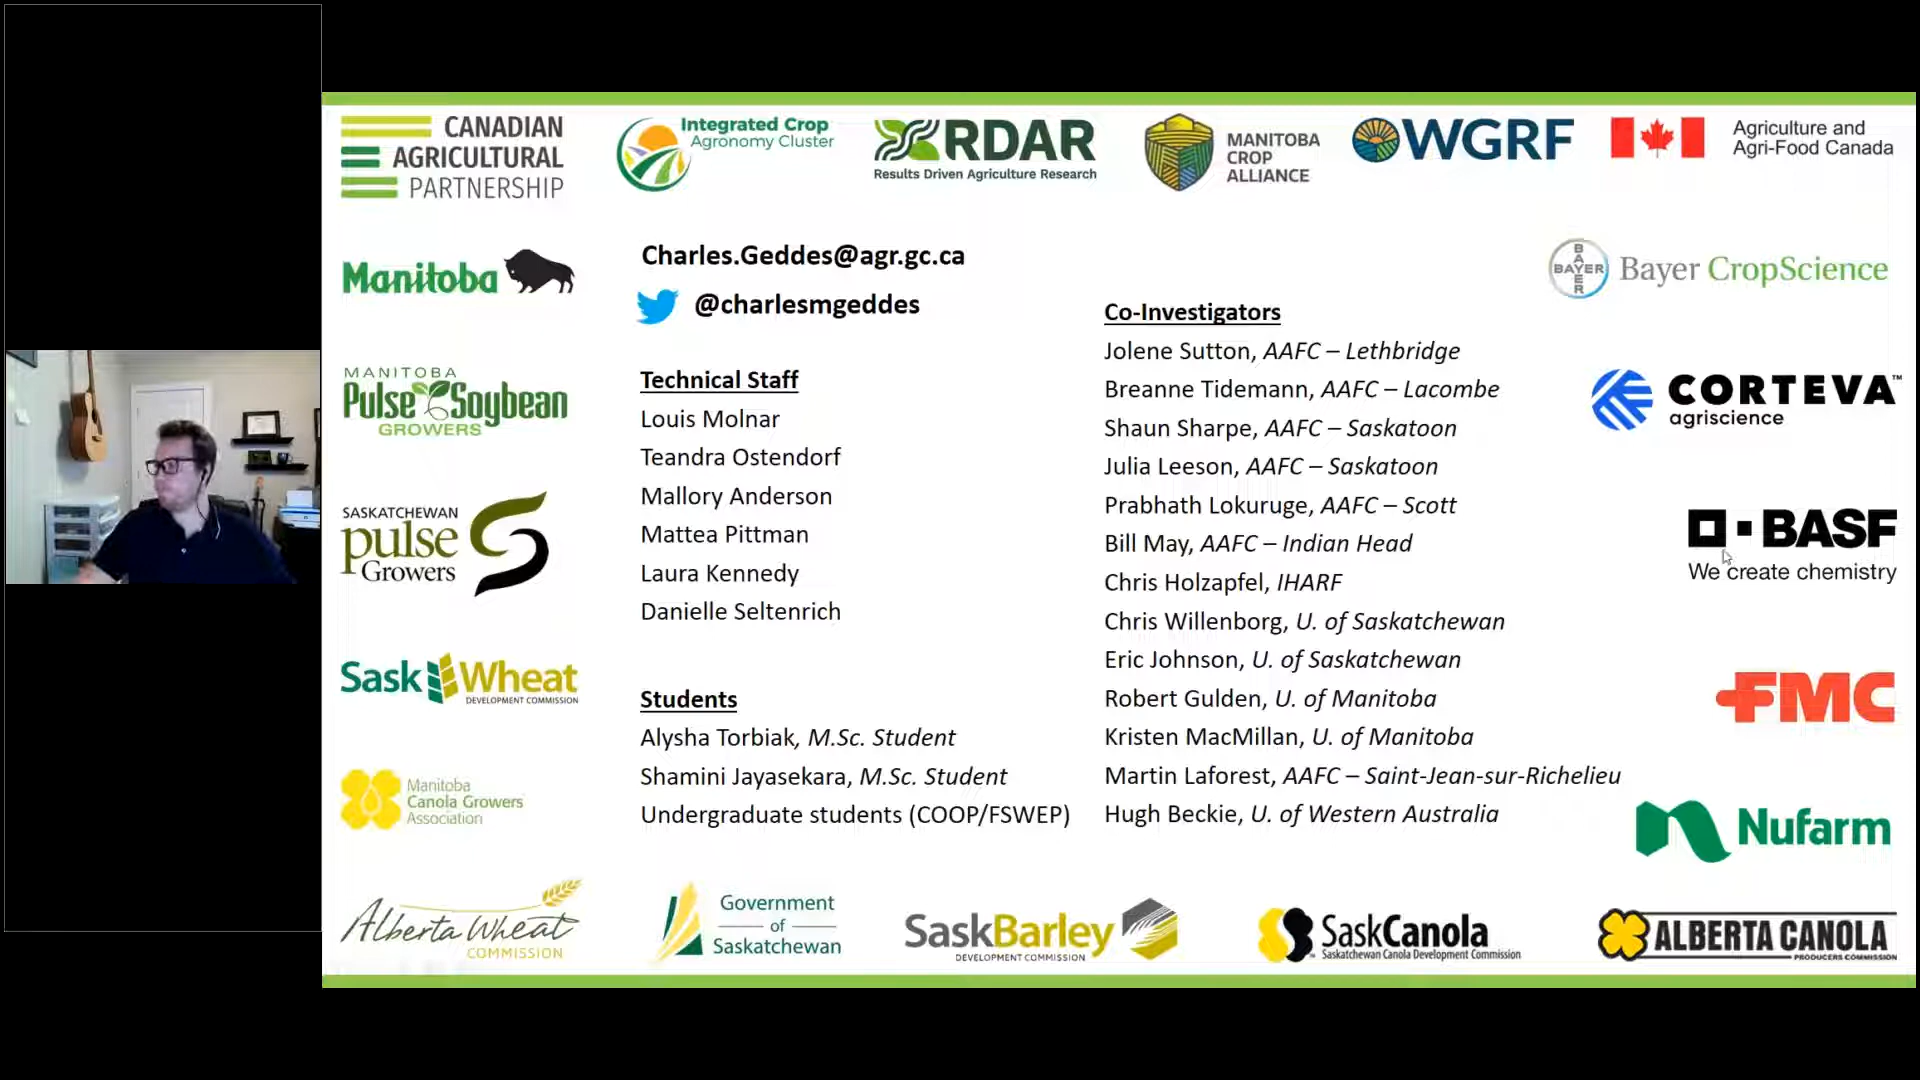 CANADIAN
AGRICULTURAL
PARTNERSHIP
Integrated Crop
Agronomy Cluster
RDAR
Results Driven Agriculture Research
MANITOBA
CROP
ALLIANCE
WGRF
Agriculture and
Agri-Food Canada
Manitoba
Charles.Geddes@agr.gc.ca
@charlesmgeddes
BAYER
BAYER
Bayer CropScience
MANITOBA
Pulse Soybean
GROWERS
Technical Staff
Louis Molnar
Teandra Ostendorf
Mallory Anderson
Mattea Pittman
Laura Kennedy
Danielle Seltenrich
Co-Investigators
Jolene Sutton, AAFC – Lethbridge
Breanne Tidemann, AAFC – Lacombe
Shaun Sharpe, AAFC – Saskatoon
Julia Leeson, AAFC – Saskatoon
Prabhath Lokuruge, AAFC – Scott
Bill May, AAFC – Indian Head
Chris Holzapfel, IHARF
Chris Willenborg, U. of Saskatchewan
Eric Johnson, U. of Saskatchewan
Robert Gulden, U. of Manitoba
Kristen MacMillan, U. of Manitoba
Martin Laforest, AAFC – Saint-Jean-sur-Richelieu
Hugh Beckie, U. of Western Australia
CORTEVA™
agriscience
SASKATCHEWAN
pulse
Growers
BASF
We create chemistry
Sask Wheat
DEVELOPMENT COMMISSION
Students
Alysha Torbiak, M.Sc. Student
Shamini Jayasekara, M.Sc. Student
Undergraduate students (COOP/FSWEP)
FMC
Manitoba
Canola Growers
Association
Nufarm
Alberta Wheat
COMMISSION
Government
of
Saskatchewan
SaskBarley
DEVELOPMENT COMMISSION
SaskCanola
Saskatchewan Canola Development Commission
ALBERTA CANOLA
PRODUCERS COMMISSION